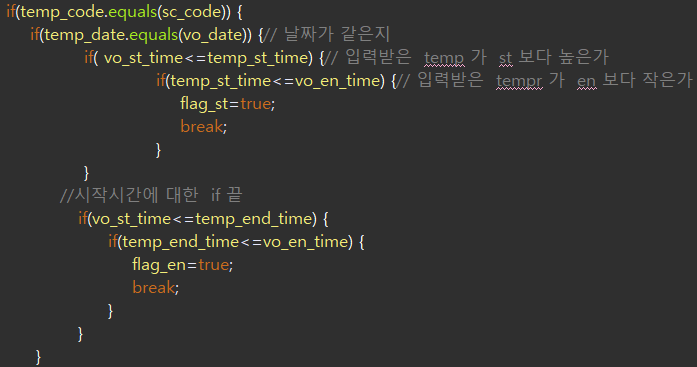 if(temp_code.equals(sc_code)) {
if(temp_date.equals(vo_date)) {// 날짜가 같은지
if( vo_st_time<=temp_st_time) {// 입력받은 temp 가 st 보다 높은가
if(temp_st_time<=vo_en_time) {// 입력받은 tempr 가 en 보다 작은가
flag_st=true;
break;
}
}
//시작시간에 대한 if 끝
if(vo_st_time<=temp_end_time) {
if(temp_end_time<=vo_en_time) {
flag_en=true;
break;
}
}
}